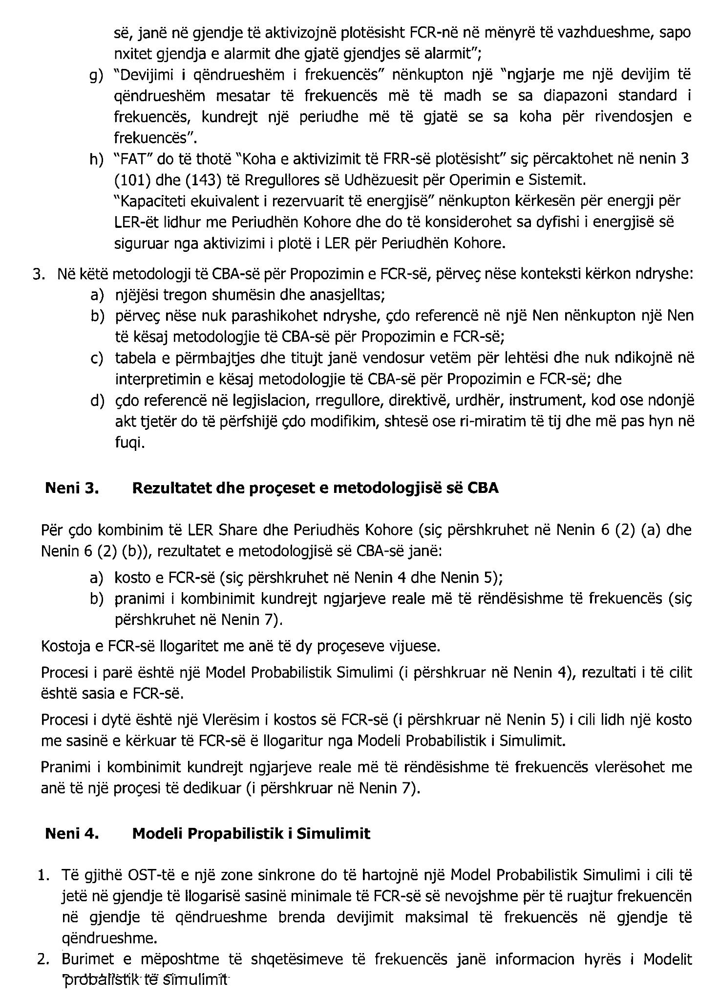 së, janë në gjendje të aktivizojnë plotësisht FCR-në në mënyrë të vazhdueshme, sapo
nxitet gjendja e alarmit dhe gjatë gjendjes së alarmit";
g) "Devijimi i qëndrueshëm i frekuencës" nënkupton një "ngjarje me një devijim të
qëndrueshëm mesatar të frekuencës më të madh se sa diapazoni standard i
frekuencës, kundrejt një periudhe më të gjatë se sa koha për rivendosjen e
frekuencës".
h) "FAT" do të thotë "Koha e aktivizimit të FRR-së plotësisht" siç përcaktohet në nenin 3
(101) dhe (143) të Rregullores së Udhëzuesit për Operimin e Sistemit.
"Kapaciteti ekuivalent i rezervuarit të energjisë" nënkupton kërkesën për energji për
LER-ët lidhur me Periudhën Kohore dhe do të konsiderohet sa dyfishi i energjisë së
siguruar nga aktivizimi i plotë i LER për Periudhën Kohore.
3. Në këtë metodologji të CBA-së për Propozimin e FCR-së, përveç nëse konteksti kërkon ndryshe:
a) njëjësi tregon shumësin dhe anasjelltas;
b) përveç nëse nuk parashikohet ndryshe, çdo referencë në një Nen nënkupton një Nen
të kësaj metodologjie të CBA-së për Propozimin e FCR-së;
c) tabela e përmbajtjes dhe titujt janë vendosur vetëm për lehtësi dhe nuk ndikojnë në
interpretimin e kësaj metodologjie të CBA-së për Propozimin e FCR-së; dhe
d) çdo referencë në legjislacion, rregullore, direktivë, urdhër, instrument, kod ose ndonjë
akt tjetër do të përfshijë çdo modifikim, shtesë ose ri-miratim të tij dhe më pas hyn në
fuqi.
Neni 3. Rezultatet dhe proçeset e metodologjisë së CBA
Për çdo kombinim të LER Share dhe Periudhës Kohore (siç përshkruhet në Nenin 6 (2) (a) dhe
Nenin 6 (2) (b)), rezultatet e metodologjisë së CBA-së janë:
a) kosto e FCR-së (siç përshkruhet në Nenin 4 dhe Nenin 5);
b) pranimi i kombinimit kundrejt ngjarjeve reale më të rëndësishme të frekuencës (siç
përshkruhet në Nenin 7).
Kostoja e FCR-së llogaritet me anë të dy proçeseve vijuese.
Procesi i parë është një Model Probabilistik Simulimi (i përshkruar në Nenin 4), rezultati i të cilit
është sasia e FCR-së.
Procesi i dytë është një Vlerësim i kostos së FCR-së (i përshkruar në Nenin 5) i cili lidh një kosto
me sasinë e kërkuar të FCR-së ë llogaritur nga Modeli Probabilistik i Simulimit.
Pranimi i kombinimit kundrejt ngjarjeve reale më të rëndësishme të frekuencës vlerësohet me
anë të një proçesi të dedikuar (i përshkruar në Nenin 7).
Neni 4. Modeli Propabilistik i Simulimit
1. Të gjithë OST-të e një zone sinkrone do të hartojnë një Model Probabilistik Simulimi i cili të
jetë në gjendje të llogarisë sasinë minimale të FCR-së së nevojshme për të ruajtur frekuencën
në gjendje të qëndrueshme brenda devijimit maksimal të frekuencës në gjendje të
qëndrueshme.
2. Burimet e mëposhtme të shqetësimeve të frekuencës janë informacion hyrës i Modelit
probalistik të simulimit